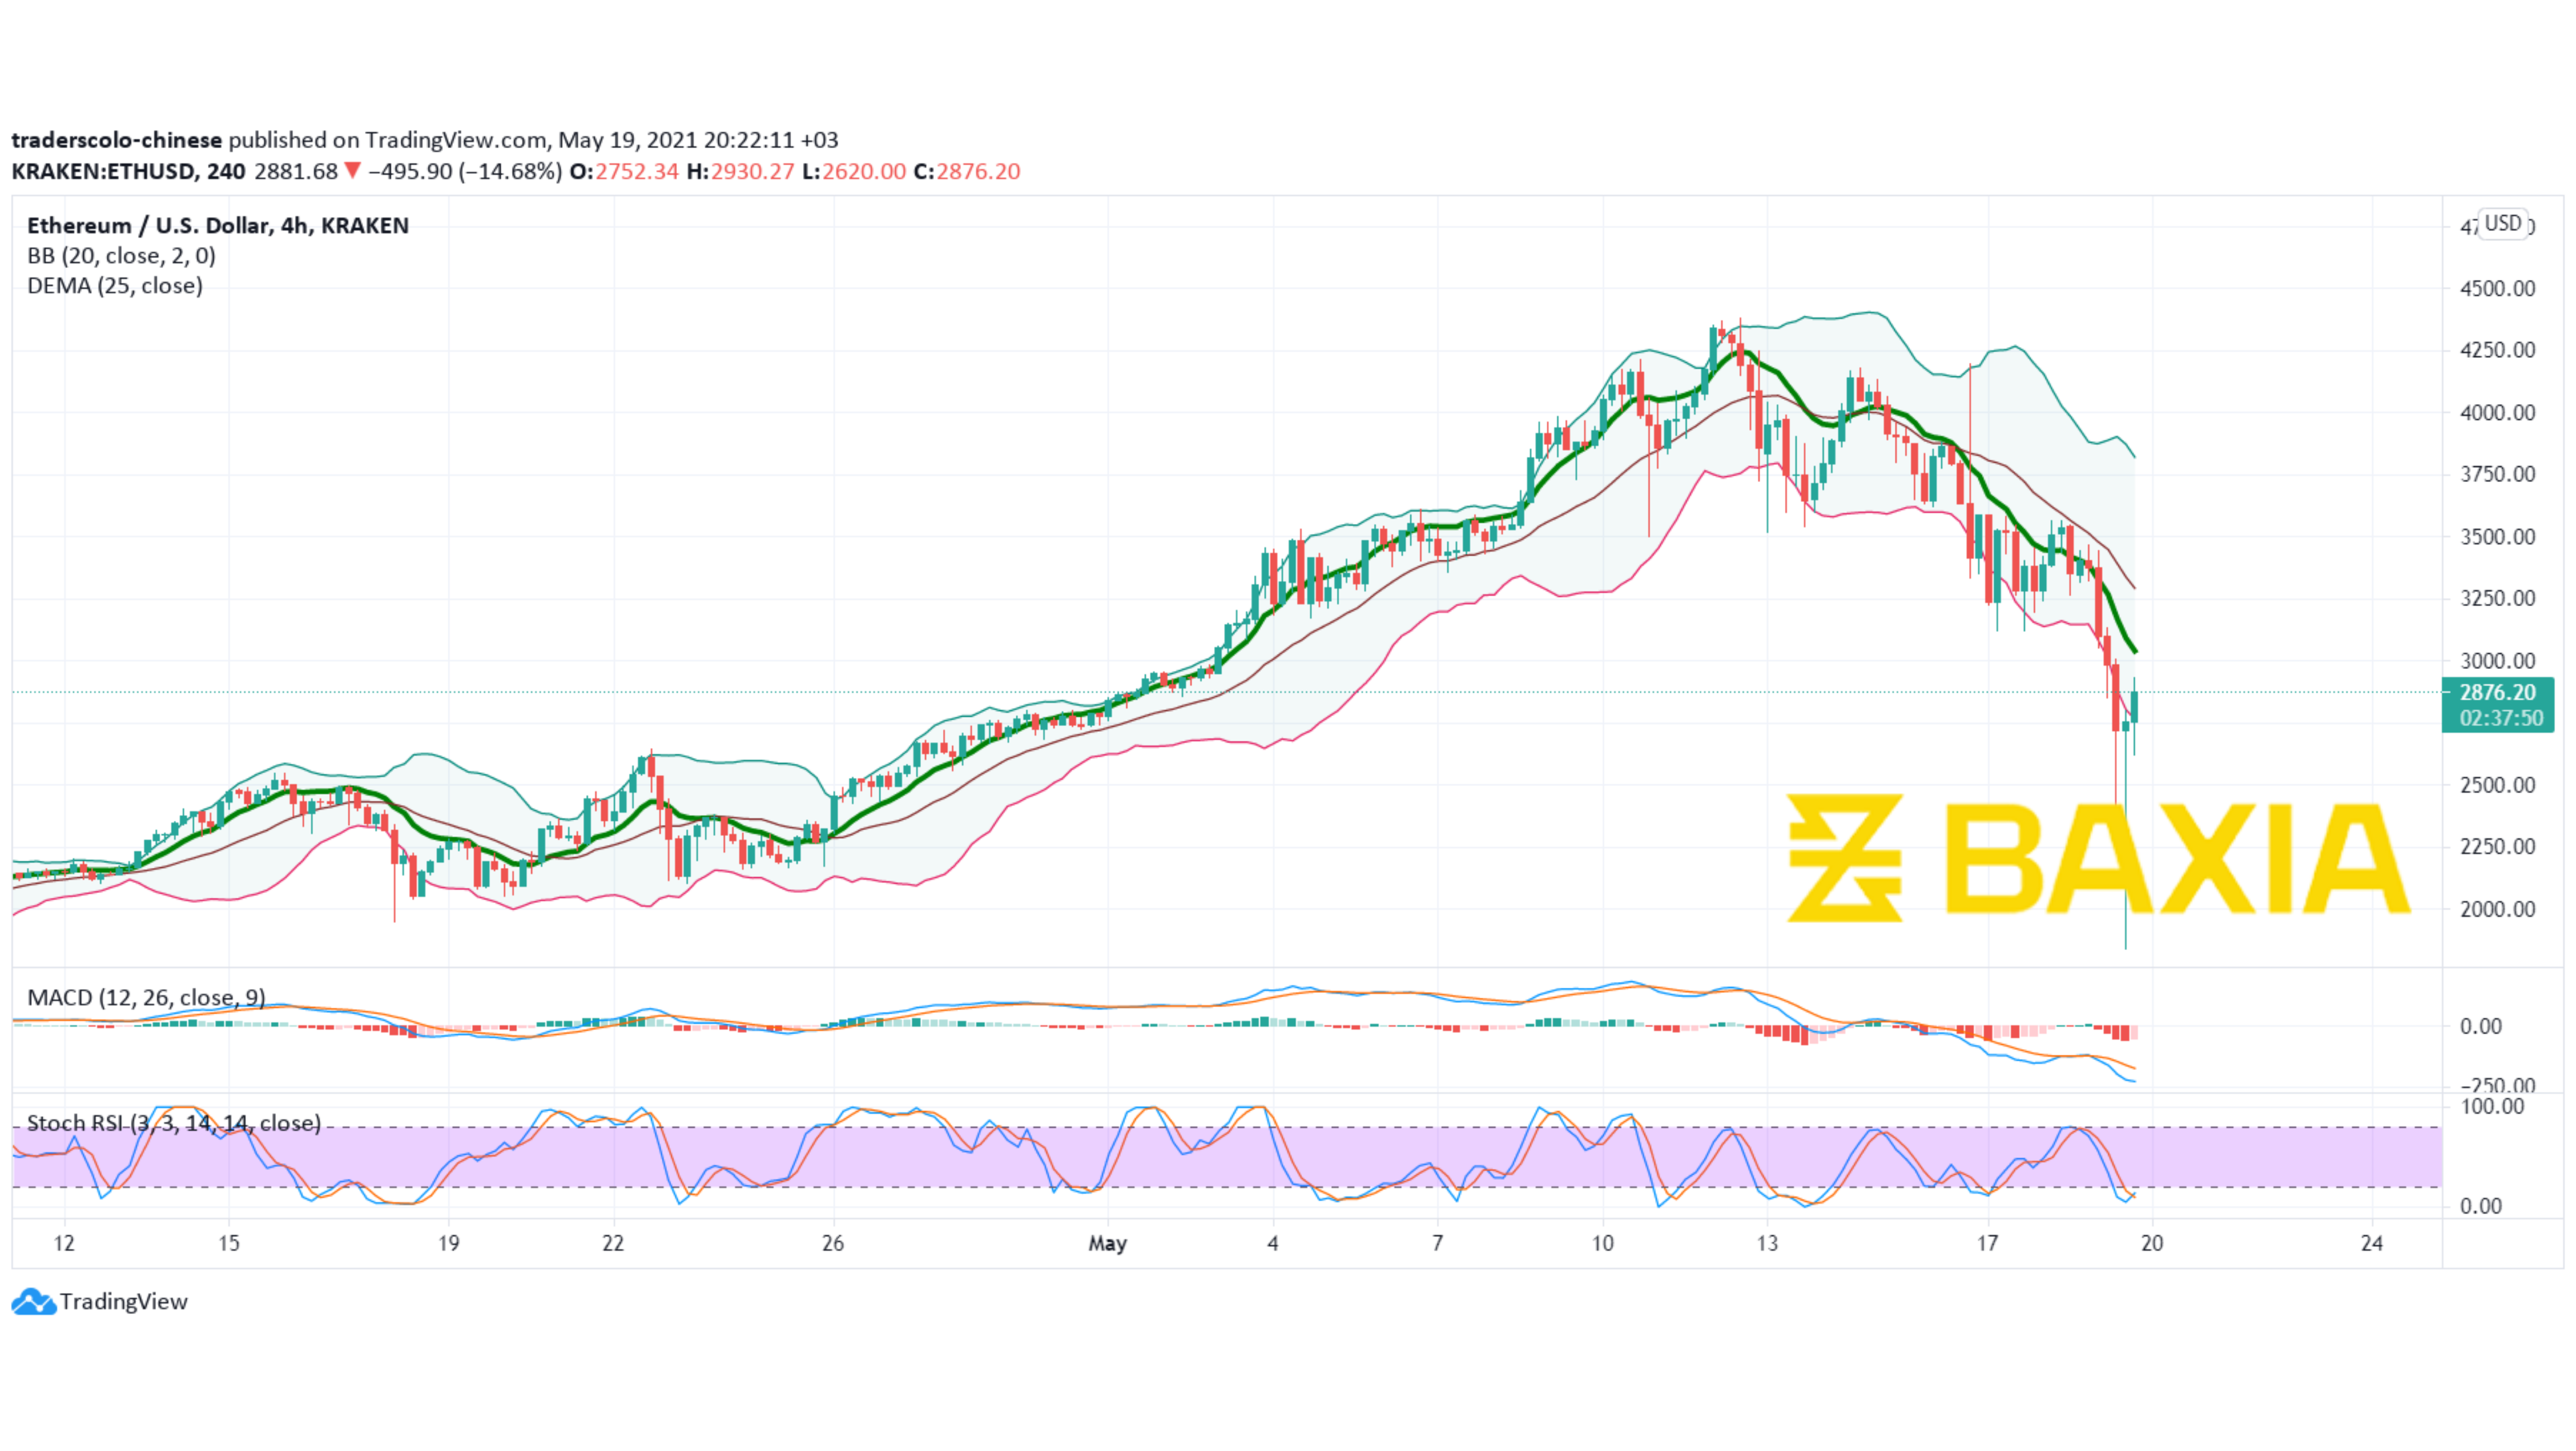 traderscolo-chinese published on TradingView.com, May 19, 2021 20:22:11 +03
KRAKEN:ETHUSD, 240 2881.68 ▼ −495.90 (−14.68%) O:2752.34 H:2930.27 L:2620.00 C:2876.20
Ethereum / U.S. Dollar, 4h, KRAKEN
BB (20, close, 2, 0)
DEMA (25, close)
USD
4500.00
4250.00
4000.00
3750.00
3500.00
3250.00
3000.00
2876.20
02:37:50
2500.00
2250.00
2000.00
BAXIA
MACD (12, 26, close, 9)
0.00
−250.00
Stoch RSI (3, 3, 14, 14, close)
100.00
0.00
12 15 19 22 26 May 4 7 10 13 17 20 24
TradingView